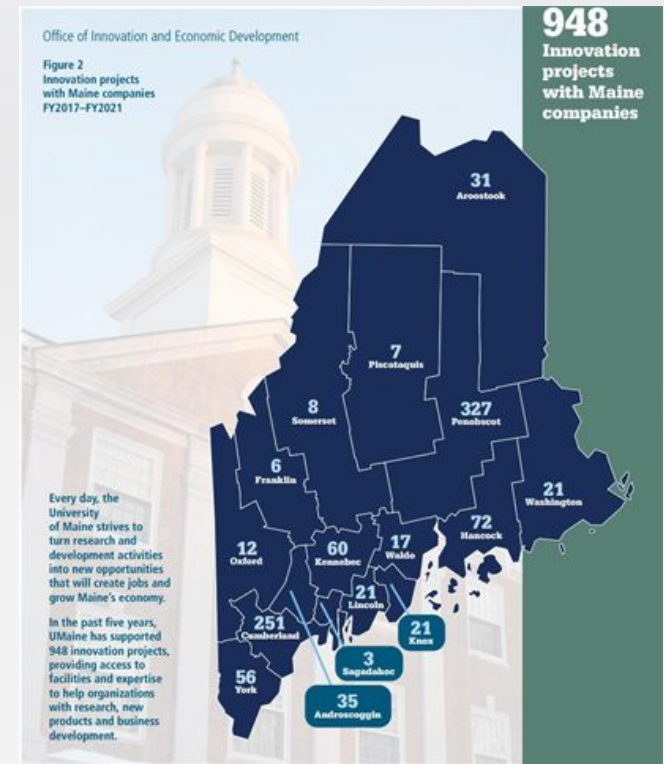 Office of Innovation and Economic Development
Figure 2
Innovation projects
with Maine companies
FY2017–FY2021
948
Innovation
projects
with Maine
companies
31
Aroostook
7
Piscataquis
8
Somerset
327
Penobscot
6
Franklin
21
Washington
72
Hancock
12
Oxford
60
Kennebec
17
Waldo
21
Lincoln
251
Cumberland
21
Knox
3
Sagadahoc
56
York
35
Androscoggin
Every day, the
University
of Maine strives to
turn research and
development activities
into new opportunities
that will create jobs and
grow Maine's economy.
In the past five years,
UMaine has supported
948 innovation projects,
providing access to
facilities and expertise
to help organizations
with research, new
products and business
development.